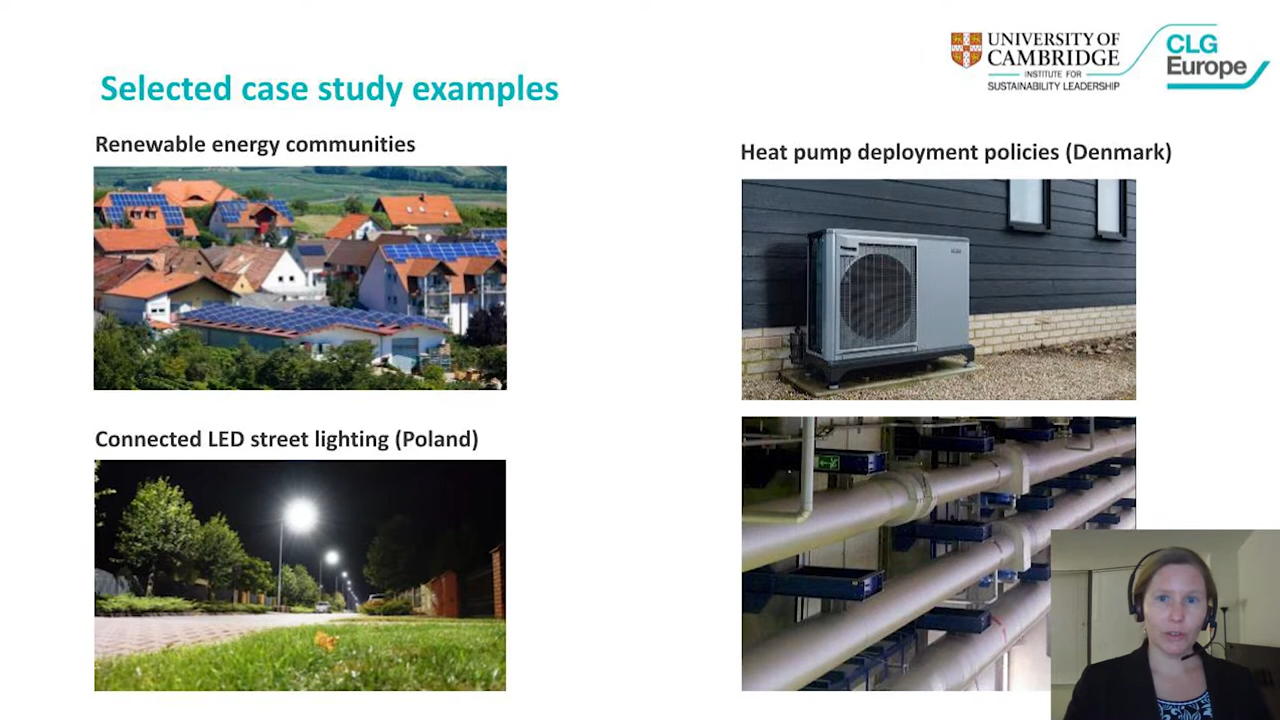 UNIVERSITY OF
CAMBRIDGE
INSTITUTE FOR
SUSTAINABILITY LEADERSHIP
CLG
Europe
Selected case study examples
Renewable energy communities
Heat pump deployment policies (Denmark)
Connected LED street lighting (Poland)